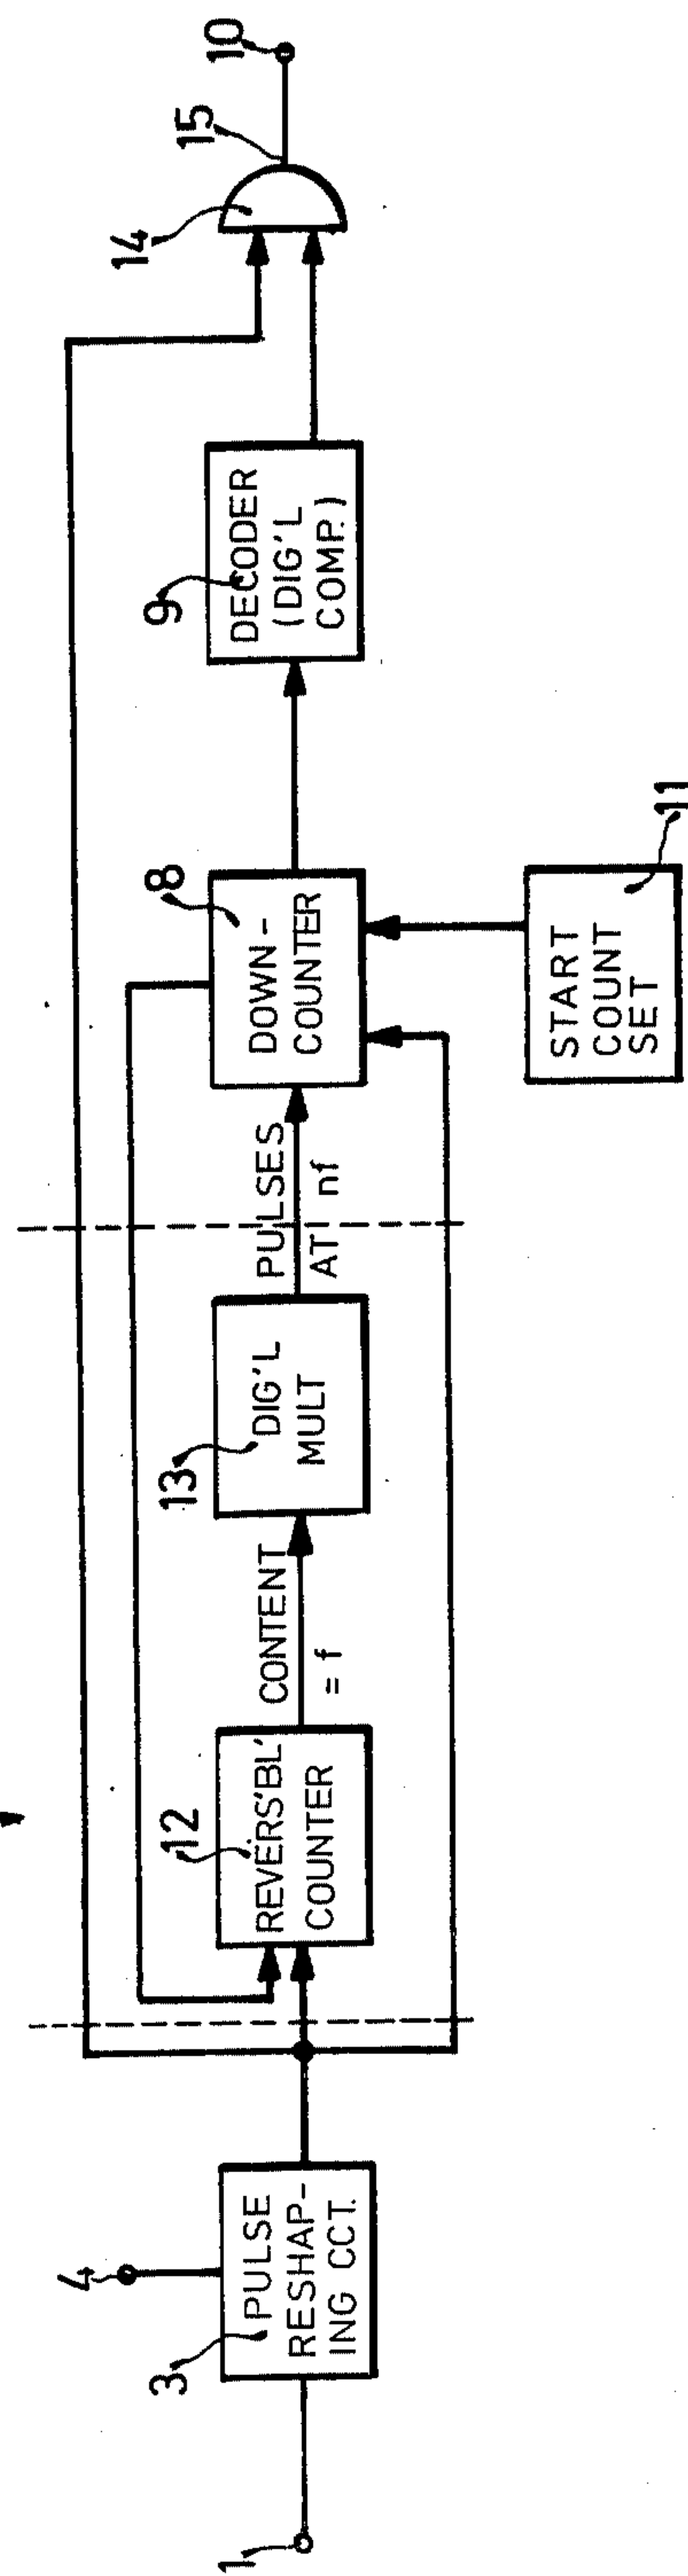 1
3
PULSE
RESHAP-
ING CCT.
4
12
REVERS'BL'
COUNTER
CONTENT
= f
13
DIG'L
MULT
PULSES
AT nf
8
DOWN-
COUNTER
11
START
COUNT
SET
9
DECODER
(DIG'L
COMP.)
14
15
10